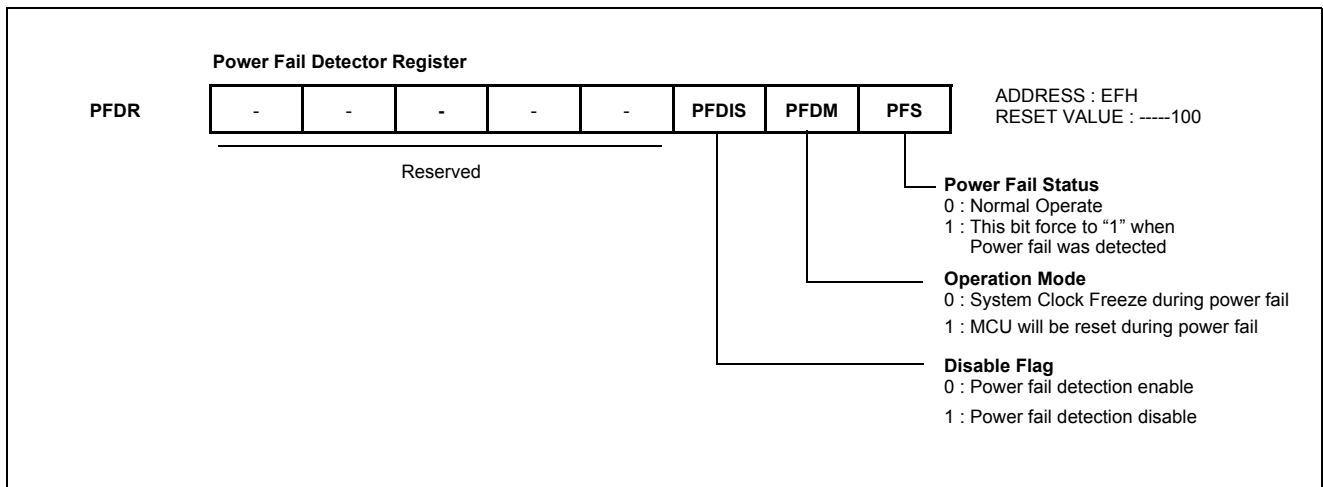 Power Fail Detector Register
PFDR - - - - - PFDIS PFDM PFS
ADDRESS : EFH
RESET VALUE : -----100
Reserved
Power Fail Status
0 : Normal Operate
1 : This bit force to “1” when
Power fail was detected
Operation Mode
0 : System Clock Freeze during power fail
1 : MCU will be reset during power fail
Disable Flag
0 : Power fail detection enable
1 : Power fail detection disable